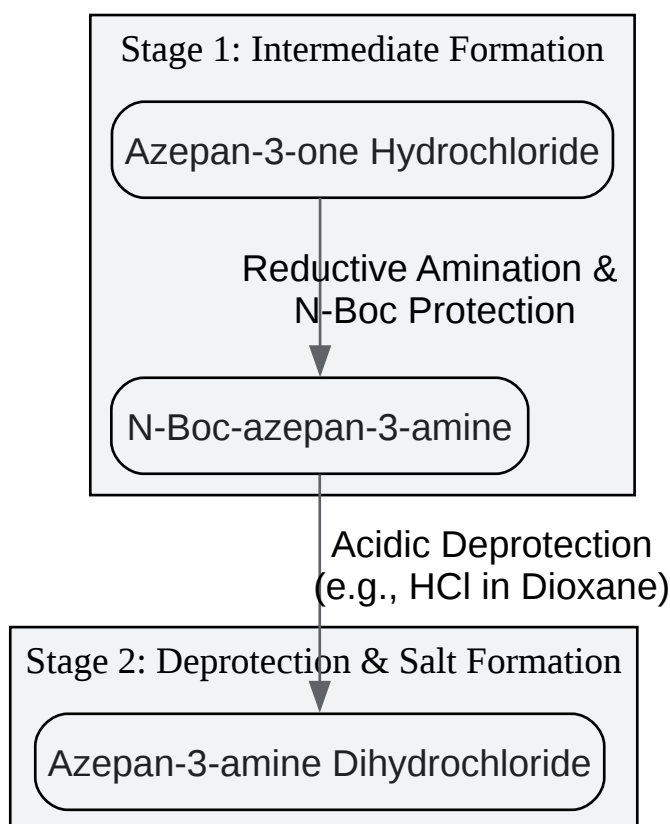 Stage 1: Intermediate Formation
Azepan-3-one Hydrochloride
Reductive Amination &
N-Boc Protection
N-Boc-azepan-3-amine
Acidic Deprotection
(e.g., HCl in Dioxane)
Stage 2: Deprotection & Salt Formation
Azepan-3-amine Dihydrochloride